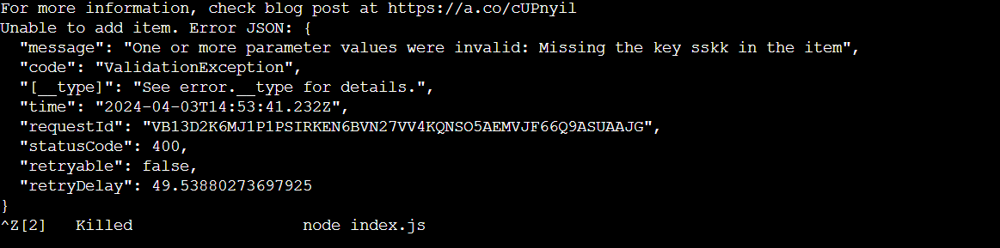 For more information, check blog post at https://a.co/cUPnyil
Unable to add item. Error JSON: {
  "message": "One or more parameter values were invalid: Missing the key sskk in the item",
  "code": "ValidationException",
  "[__type]": "See error.__type for details.",
  "time": "2024-04-03T14:53:41.232Z",
  "requestId": "VB13D2K6MJ1P1PSIRKEN6BVN27VV4KQNSO5AEMVJF66Q9ASUAAJG",
  "statusCode": 400,
  "retryable": false,
  "retryDelay": 49.53880273697925
}
^Z[2]   Killed                  node index.js